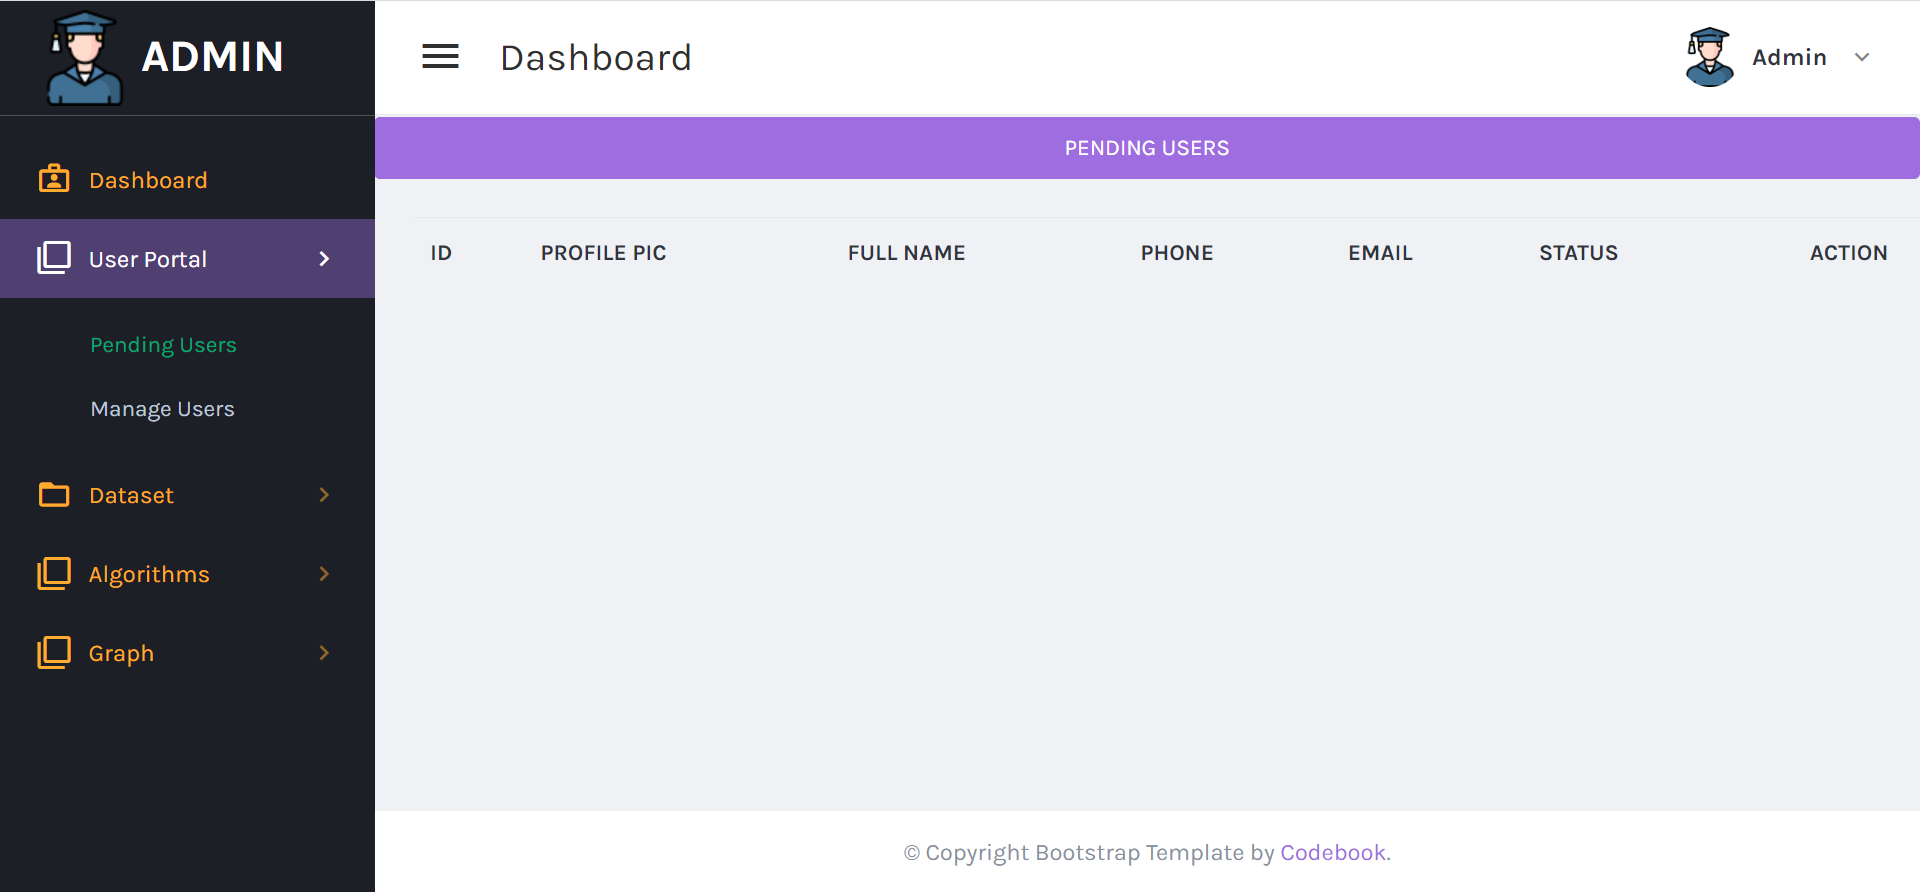 ADMIN
Dashboard
User Portal
Pending Users
Manage Users
Dataset
Algorithms
Graph
Dashboard
Admin
PENDING USERS
ID PROFILE PIC FULL NAME PHONE EMAIL STATUS ACTION
© Copyright Bootstrap Template by Codebook.